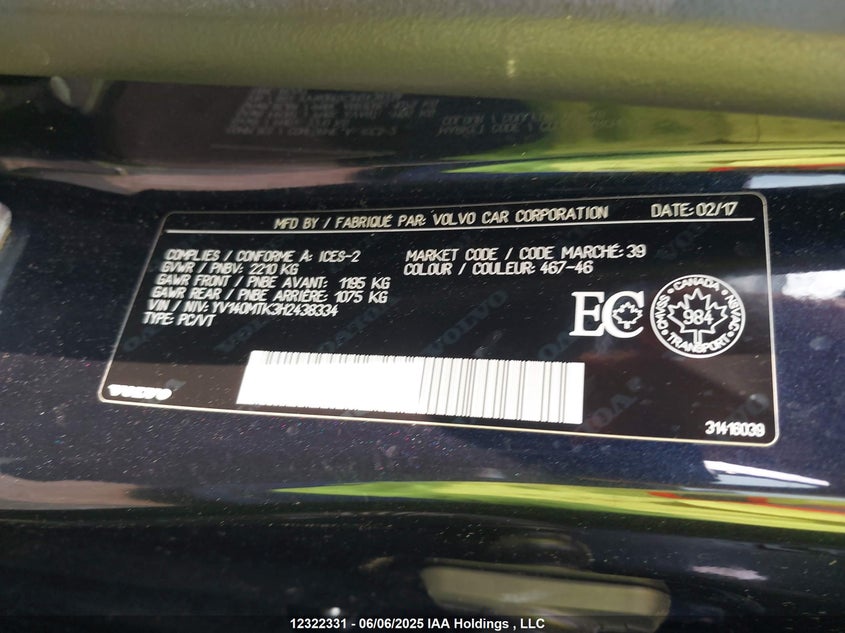 MFD BY / FABRIQUÉ PAR: VOLVO CAR CORPORATION DATE: 02/17
COMPLIES / CONFORME A: ICES-2
GVWR / PNBV: 2210 KG
GAWR FRONT / PNBE AVANT: 1195 KG
GAWR REAR / PNBE ARRIÈRE: 1075 KG
VIN / NIV: YV140MTK3H2438334
TYPE: PC/VT
MARKET CODE / CODE MARCHÉ: 39
COLOUR / COULEUR: 467-46
EC
CANADA
CMVSS 984 NSVAC
TRANSPORT
VOLVO
31416039
12322331 - 06/06/2025 IAA Holdings , LLC